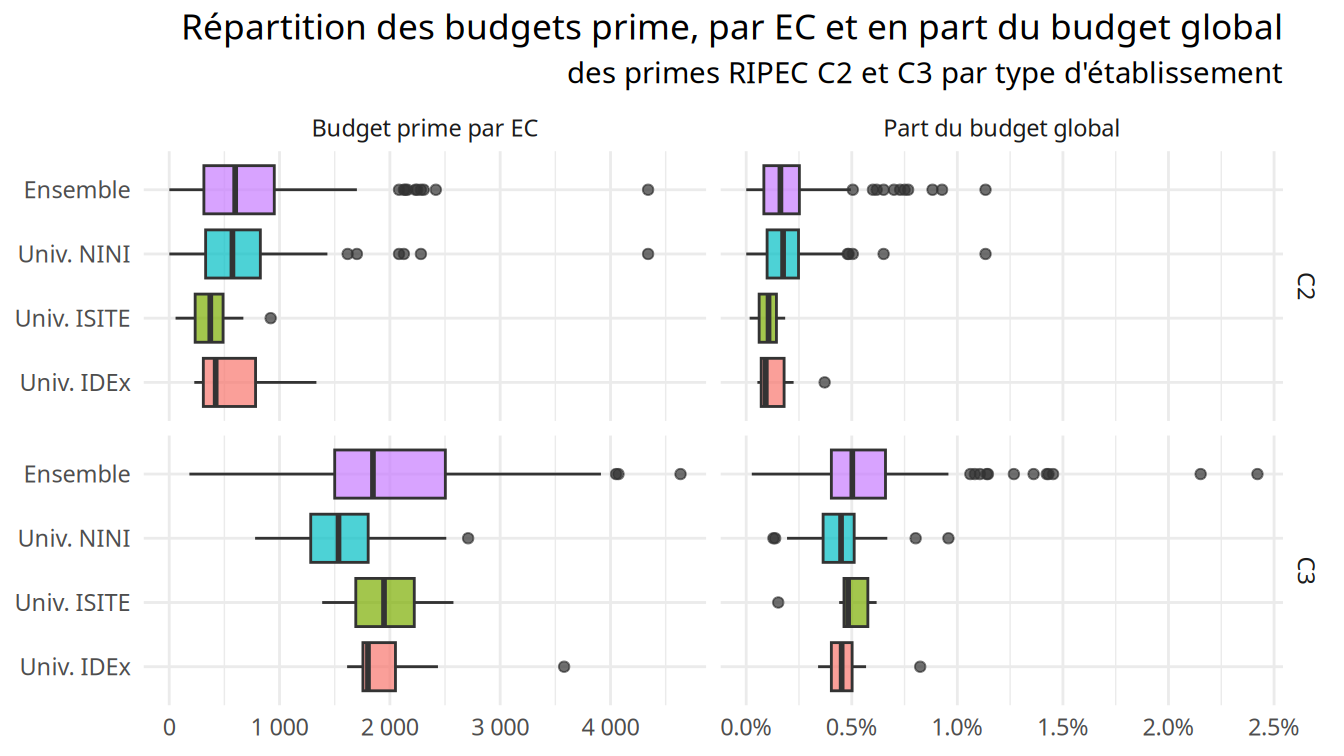 Répartition des budgets prime, par EC et en part du budget global
des primes RIPEC C2 et C3 par type d'établissement
Budget prime par EC
Part du budget global
Ensemble
Univ. NINI
Univ. ISITE
Univ. IDEx
C2
Ensemble
Univ. NINI
Univ. ISITE
Univ. IDEx
C3
0 1 000 2 000 3 000 4 000
0.0% 0.5% 1.0% 1.5% 2.0% 2.5%